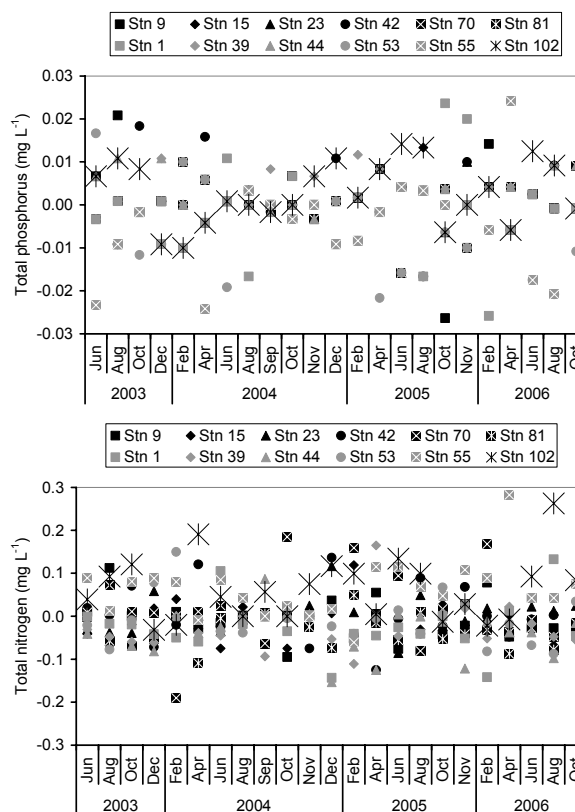 Stn 9 Stn 15 Stn 23 Stn 42 Stn 70 Stn 81
Stn 1 Stn 39 Stn 44 Stn 53 Stn 55 Stn 102
Total phosphorus (mg L⁻¹)
0.03
0.02
0.01
0.00
-0.01
-0.02
-0.03
Jun Aug Oct Dec Feb Apr Jun Aug Sep Oct Nov Dec Feb Apr Jun Aug Oct Nov Feb Apr Jun Aug Oct
2003 2004 2005 2006
Stn 9 Stn 15 Stn 23 Stn 42 Stn 70 Stn 81
Stn 1 Stn 39 Stn 44 Stn 53 Stn 55 Stn 102
Total nitrogen (mg L⁻¹)
0.3
0.2
0.1
0.0
-0.1
-0.2
-0.3
Jun Aug Oct Dec Feb Apr Jun Aug Sep Oct Nov Dec Feb Apr Jun Aug Oct Nov Feb Apr Jun Aug Oct
2003 2004 2005 2006